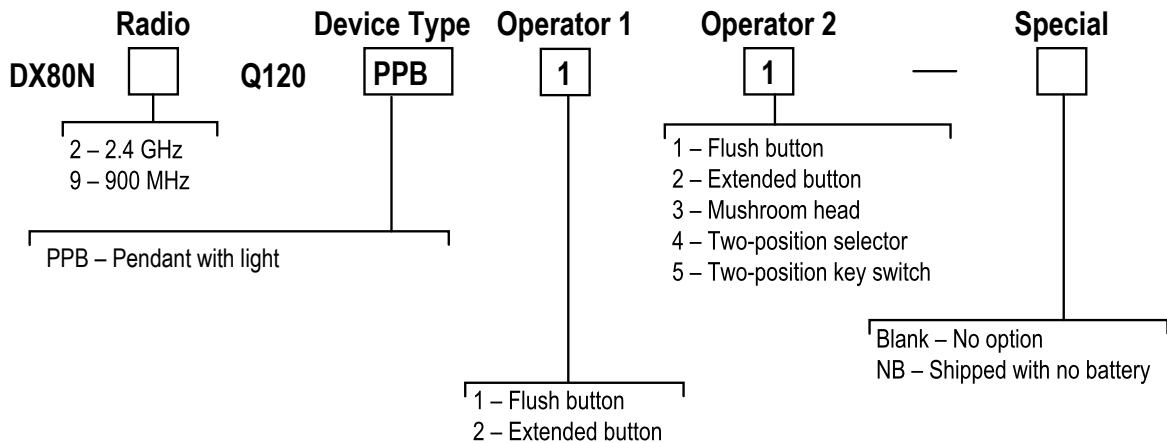 Radio Device Type Operator 1 Operator 2 Special
DX80N Q120 PPB 1 1 —
2 – 2.4 GHz
9 – 900 MHz
1 – Flush button
2 – Extended button
3 – Mushroom head
4 – Two-position selector
5 – Two-position key switch
PPB – Pendant with light
Blank – No option
NB – Shipped with no battery
1 – Flush button
2 – Extended button